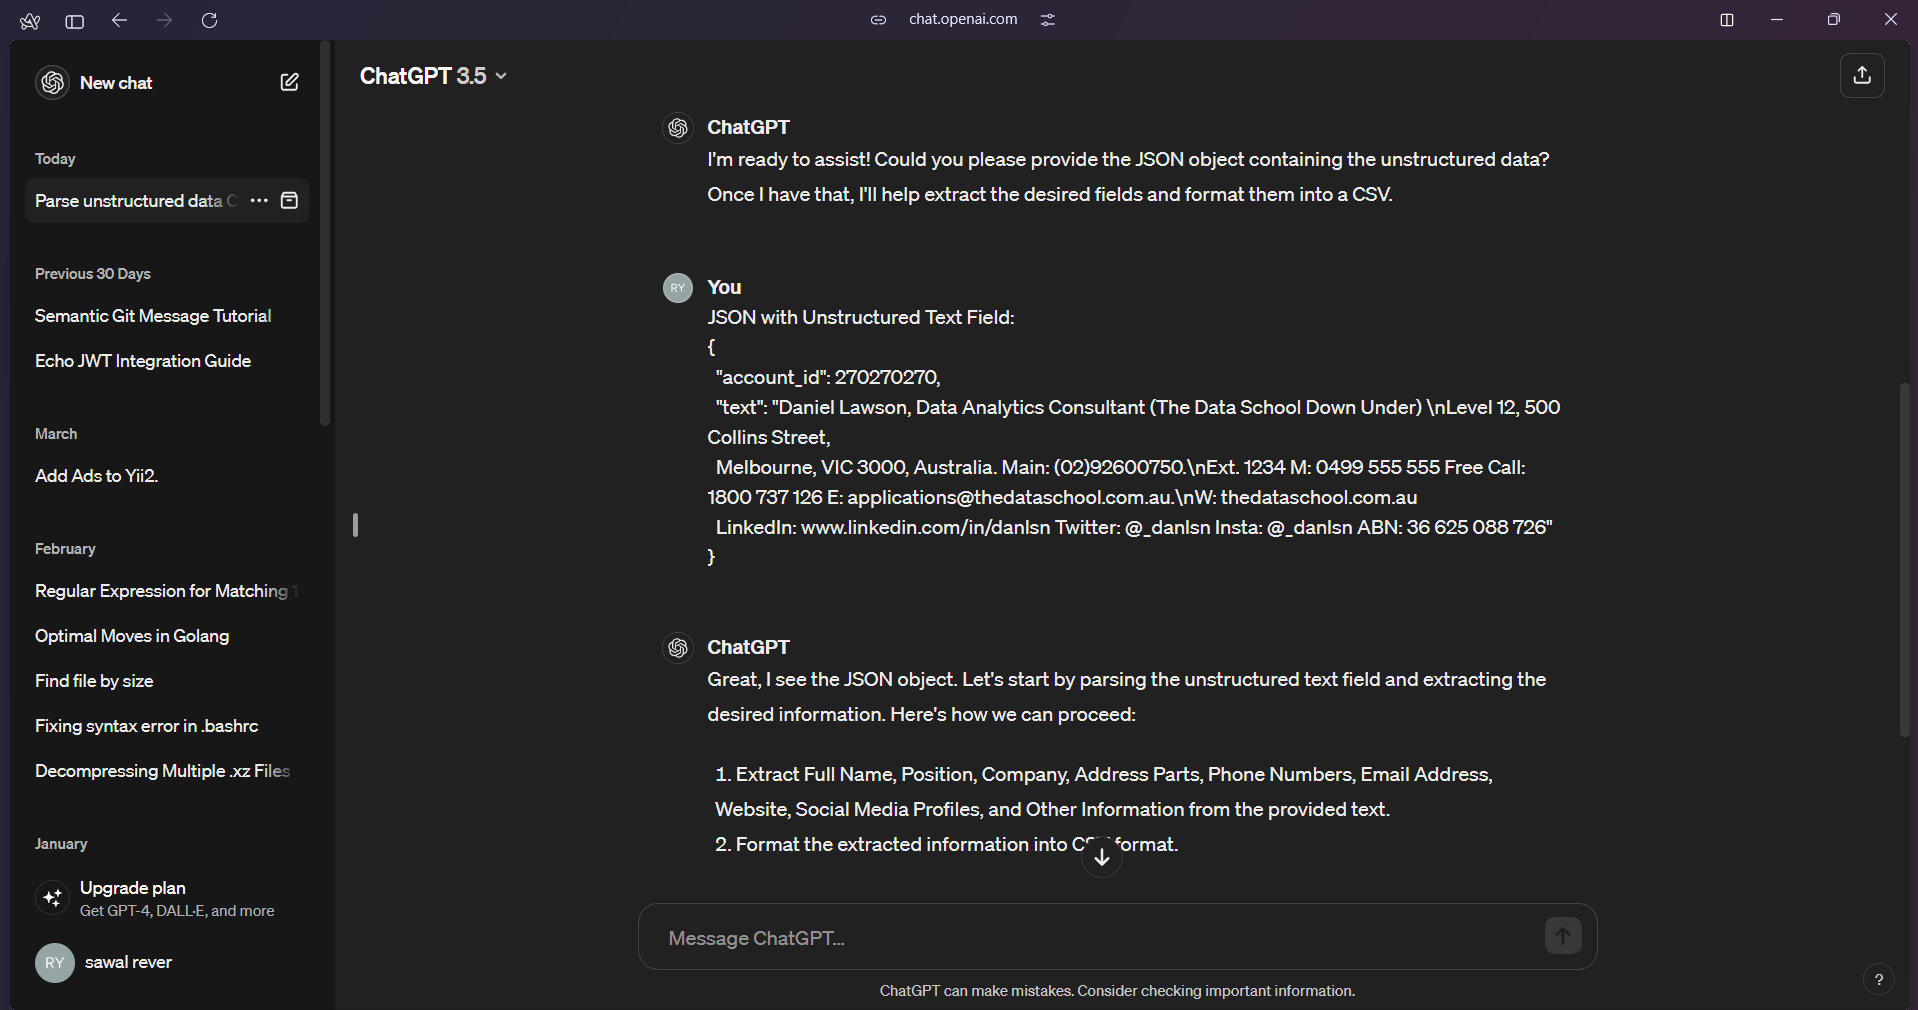 chat.openai.com
New chat
Today
Parse unstructured data C
Previous 30 Days
Semantic Git Message Tutorial
Echo JWT Integration Guide
March
Add Ads to Yii2.
February
Regular Expression for Matching 1
Optimal Moves in Golang
Find file by size
Fixing syntax error in .bashrc
Decompressing Multiple .xz Files
January
Upgrade plan
Get GPT-4, DALL·E, and more
RY
sawal rever
ChatGPT 3.5
ChatGPT
I'm ready to assist! Could you please provide the JSON object containing the unstructured data?
Once I have that, I'll help extract the desired fields and format them into a CSV.
RY
You
JSON with Unstructured Text Field:
{
"account_id": 270270270,
"text": "Daniel Lawson, Data Analytics Consultant (The Data School Down Under) \nLevel 12, 500
Collins Street,
Melbourne, VIC 3000, Australia. Main: (02)92600750.\nExt. 1234 M: 0499 555 555 Free Call:
1800 737 126 E: applications@thedataschool.com.au.\nW: thedataschool.com.au
LinkedIn: www.linkedin.com/in/danlsn Twitter: @_danlsn Insta: @_danlsn ABN: 36 625 088 726"
}
ChatGPT
Great, I see the JSON object. Let's start by parsing the unstructured text field and extracting the
desired information. Here's how we can proceed:
1. Extract Full Name, Position, Company, Address Parts, Phone Numbers, Email Address,
Website, Social Media Profiles, and Other Information from the provided text.
2. Format the extracted information into CSV format.
Message ChatGPT...
ChatGPT can make mistakes. Consider checking important information.
?